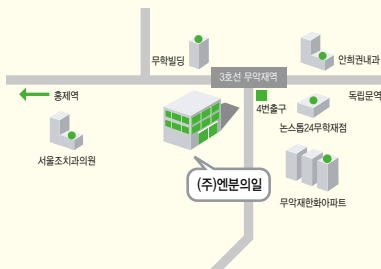 무학빌딩
3호선 무악재역
안희권내과
홍제역
4번출구
독립문역
논스톱24무학재점
서울조치과의원
(주)엔분의일
무악재한화아파트